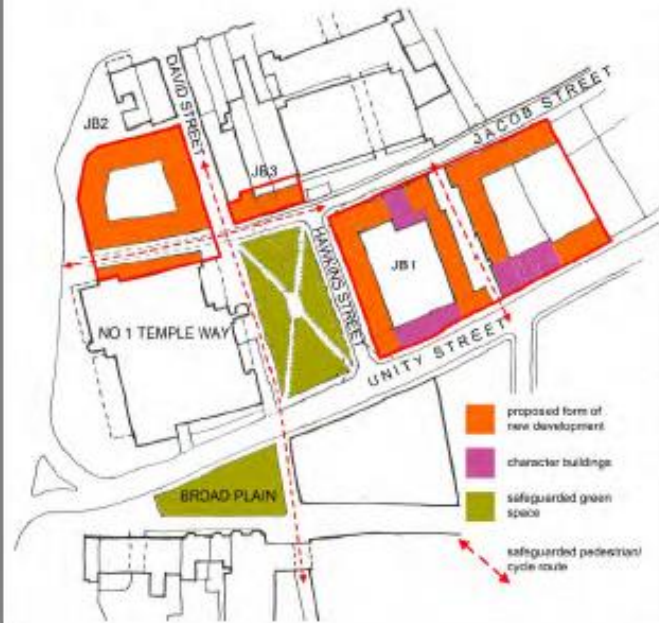 DAVID STREET
JB2
JACOB STREET
JB3
HAWKINS STREET
JB1
NO 1 TEMPLE WAY
UNITY STREET
BROAD PLAIN
proposed form of
new development
character buildings
safeguarded green
space
safeguarded pedestrian/
cycle route